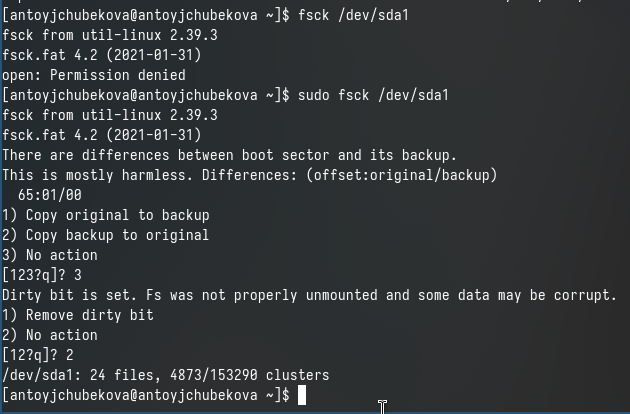 [antoyjchubekova@antoyjchubekova ~]$ fsck /dev/sda1
fsck from util-linux 2.39.3
fsck.fat 4.2 (2021-01-31)
open: Permission denied
[antoyjchubekova@antoyjchubekova ~]$ sudo fsck /dev/sda1
fsck from util-linux 2.39.3
fsck.fat 4.2 (2021-01-31)
There are differences between boot sector and its backup.
This is mostly harmless. Differences: (offset:original/backup)
  65:01/00
1) Copy original to backup
2) Copy backup to original
3) No action
[123?q]? 3
Dirty bit is set. Fs was not properly unmounted and some data may be corrupt.
1) Remove dirty bit
2) No action
[12?q]? 2
/dev/sda1: 24 files, 4873/153290 clusters
[antoyjchubekova@antoyjchubekova ~]$